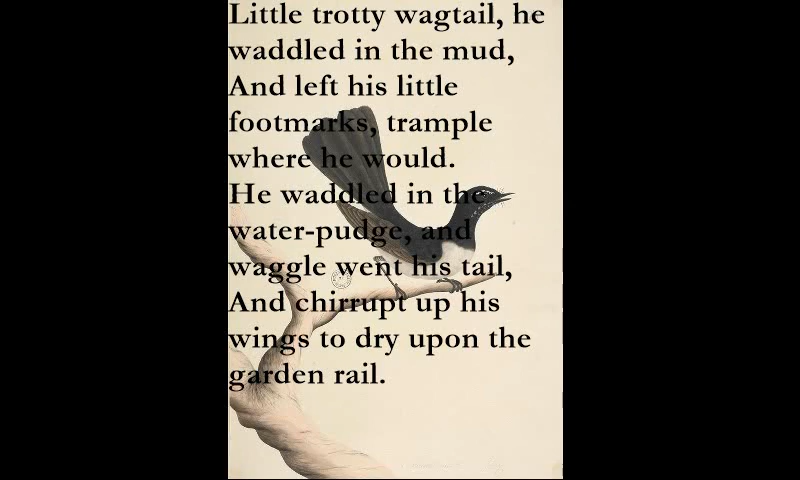 Little trotty wagtail, he
waddled in the mud,
And left his little
footmarks, trample
where he would.
He waddled in the
water-pudge, and
waggle went his tail,
And chirrupt up his
wings to dry upon the
garden rail.